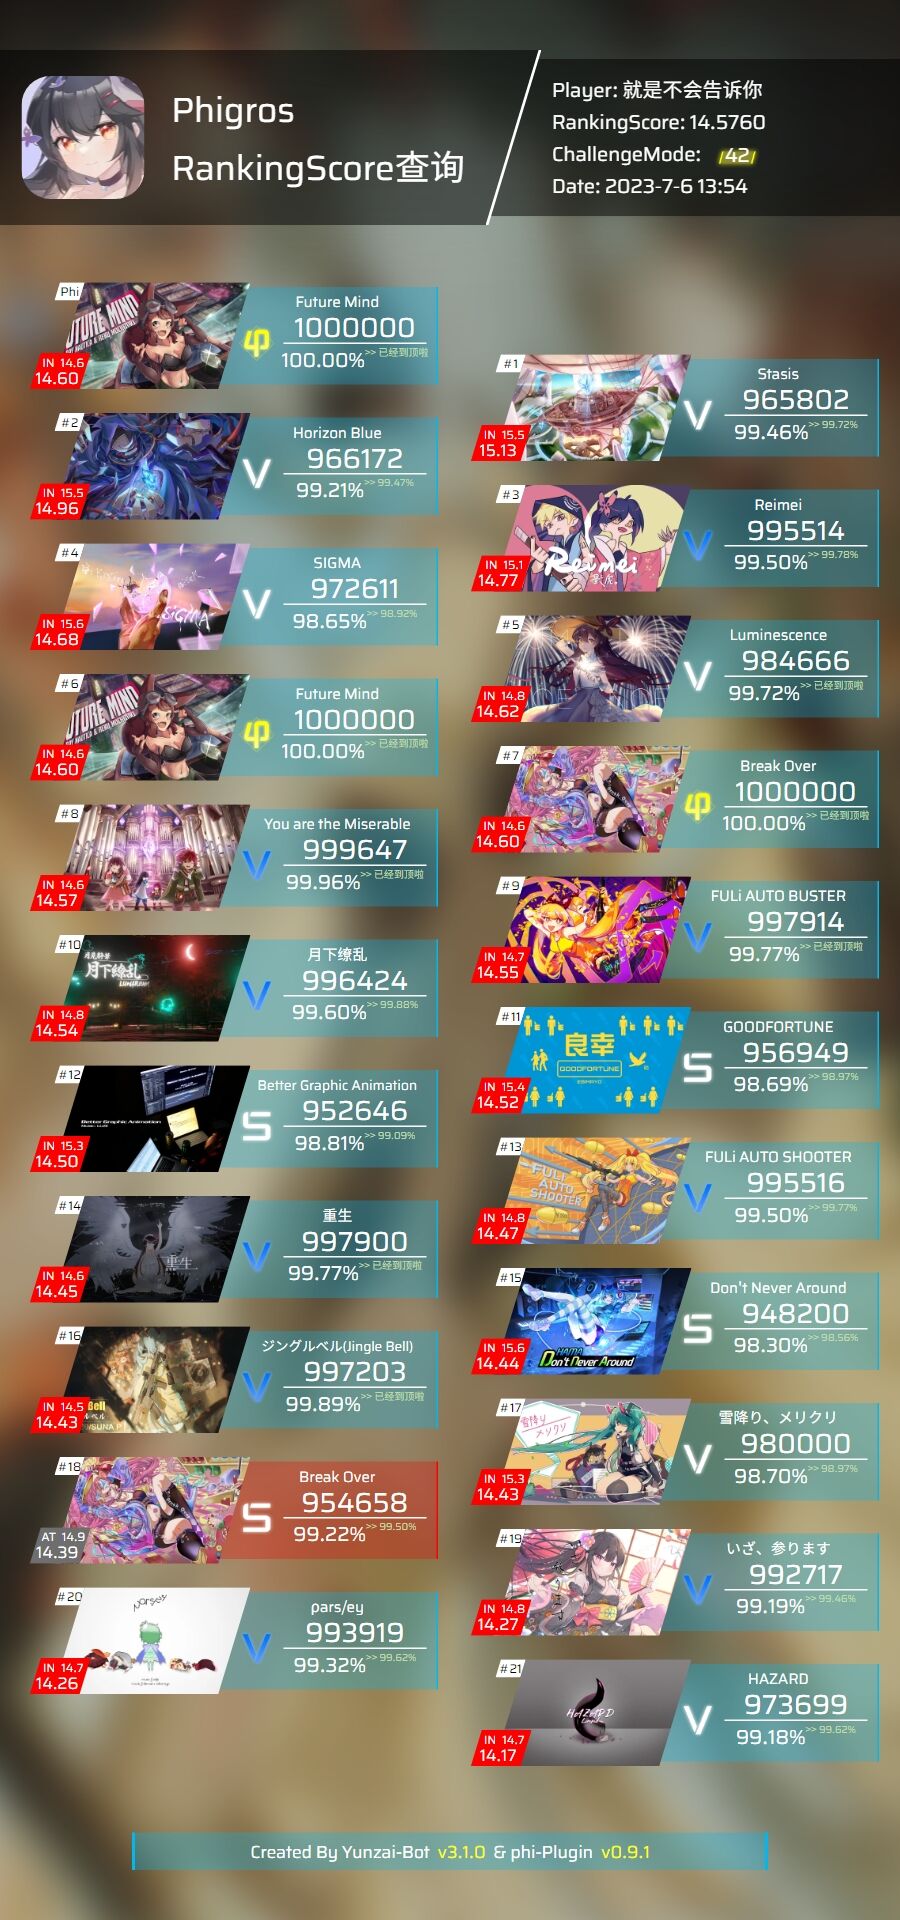 Phigros
RankingScore查询
Player: 就是不会告诉你
RankingScore: 14.5760
ChallengeMode: /42/
Date: 2023-7-6 13:54
Phi
Future Mind
1000000
IN 14.6
14.60
100.00% >> 已经到顶啦
#1
Stasis
965802
IN 15.5
15.13
99.46% >> 99.72%
#2
Horizon Blue
966172
IN 15.5
14.96
99.21% >> 99.47%
#3
Reimei
995514
IN 15.1
14.77
99.50% >> 99.78%
#4
SIGMA
972611
IN 15.6
14.68
98.65% >> 98.92%
#5
Luminescence
984666
IN 14.8
14.62
99.72% >> 已经到顶啦
#6
Future Mind
1000000
IN 14.6
14.60
100.00% >> 已经到顶啦
#7
Break Over
1000000
IN 14.6
14.60
100.00% >> 已经到顶啦
#8
You are the Miserable
999647
IN 14.6
14.57
99.96% >> 已经到顶啦
#9
FULi AUTO BUSTER
997914
IN 14.7
14.55
99.77% >> 已经到顶啦
#10
月下缭乱
996424
IN 14.8
14.54
99.60% >> 99.88%
#11
良幸
GOODFORTUNE
GOODFORTUNE
956949
IN 15.4
14.52
98.69% >> 98.97%
#12
Better Graphic Animation
Better Graphic Animation
952646
IN 15.3
14.50
98.81% >> 99.09%
#13
FULi
AUTO
SHOOTER
FULi AUTO SHOOTER
995516
IN 14.8
14.47
99.50% >> 99.77%
#14
重生
重生
997900
IN 14.6
14.45
99.77% >> 已经到顶啦
#15
Don't Never Around
Don't Never Around
948200
IN 15.6
14.44
98.30% >> 98.56%
#16
ジングルベル(Jingle Bell)
997203
IN 14.5
14.43
99.89% >> 已经到顶啦
#17
雪降り、メリクリ
980000
IN 15.3
14.43
98.70% >> 98.97%
#18
Break Over
954658
AT 14.9
14.39
99.22% >> 99.50%
#19
いざ、参ります
992717
IN 14.8
14.27
99.19% >> 99.46%
#20
ρars/ey
993919
IN 14.7
14.26
99.32% >> 99.62%
#21
HAZARD
HAZARD
973699
IN 14.7
14.17
99.18% >> 99.62%
Created By Yunzai-Bot v3.1.0 & phi-Plugin v0.9.1